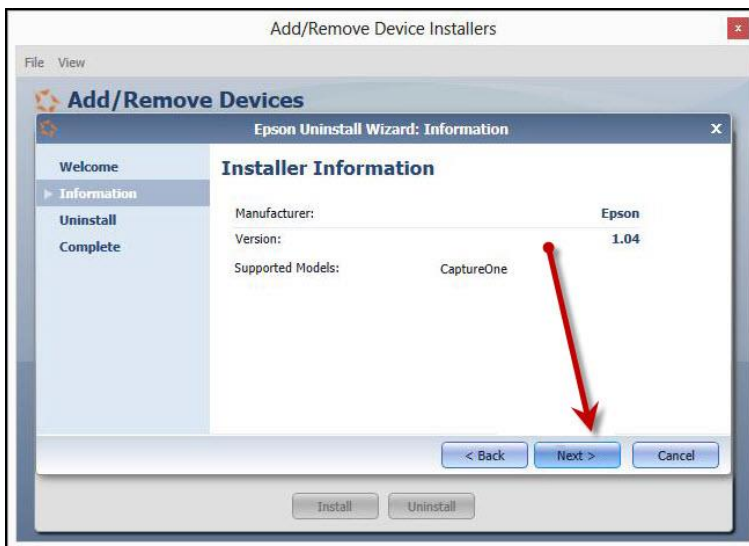 Add/Remove Device Installers
x
File View
Add/Remove Devices
Epson Uninstall Wizard: Information
X
Welcome
Information
Uninstall
Complete
Installer Information
Manufacturer: Epson
Version: 1.04
Supported Models: CaptureOne
< Back Next > Cancel
Install Uninstall